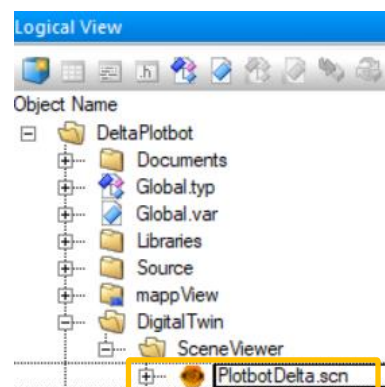 Logical View
.h
Object Name
DeltaPlotbot
Documents
Global.typ
Global.var
Libraries
Source
mappView
DigitalTwin
SceneViewer
PlotbotDelta.scn